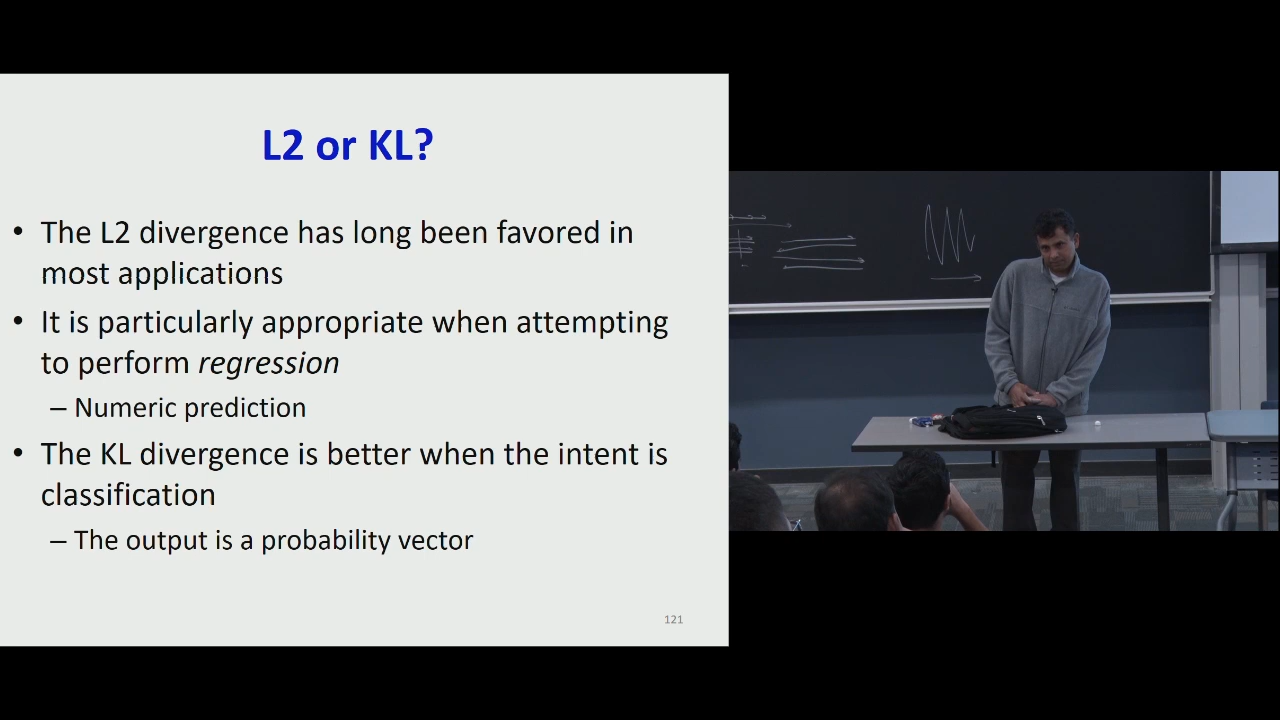 L2 or KL?
• The L2 divergence has long been favored in
most applications
• It is particularly appropriate when attempting
to perform regression
– Numeric prediction
• The KL divergence is better when the intent is
classification
– The output is a probability vector
121